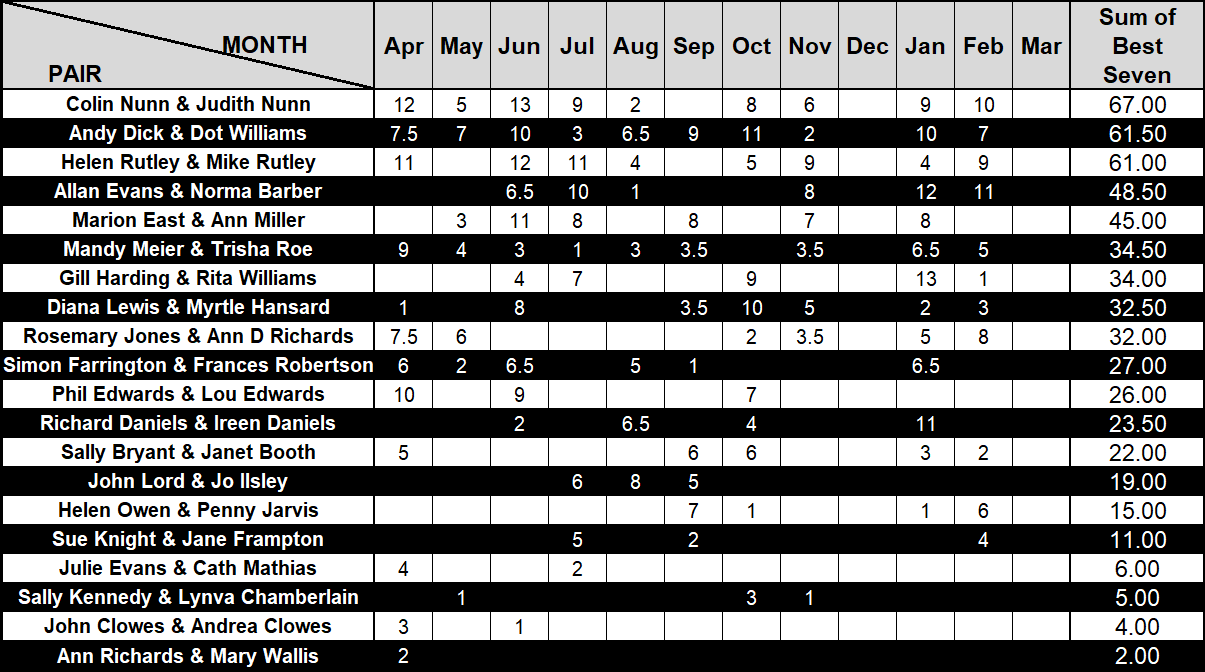 MONTH
PAIR
Apr May Jun Jul Aug Sep Oct Nov Dec Jan Feb Mar Sum of Best Seven
Colin Nunn & Judith Nunn 12 5 13 9 2 8 6 9 10 67.00
Andy Dick & Dot Williams 7.5 7 10 3 6.5 9 11 2 10 7 61.50
Helen Rutley & Mike Rutley 11 12 11 4 5 9 4 9 61.00
Allan Evans & Norma Barber 6.5 10 1 8 12 11 48.50
Marion East & Ann Miller 3 11 8 8 7 8 45.00
Mandy Meier & Trisha Roe 9 4 3 1 3 3.5 3.5 6.5 5 34.50
Gill Harding & Rita Williams 4 7 9 13 1 34.00
Diana Lewis & Myrtle Hansard 1 8 3.5 10 5 2 3 32.50
Rosemary Jones & Ann D Richards 7.5 6 2 3.5 5 8 32.00
Simon Farrington & Frances Robertson 6 2 6.5 5 1 6.5 27.00
Phil Edwards & Lou Edwards 10 9 7 26.00
Richard Daniels & Ireen Daniels 2 6.5 4 11 23.50
Sally Bryant & Janet Booth 5 6 6 3 2 22.00
John Lord & Jo Ilsley 6 8 5 19.00
Helen Owen & Penny Jarvis 7 1 1 6 15.00
Sue Knight & Jane Frampton 5 2 4 11.00
Julie Evans & Cath Mathias 4 2 6.00
Sally Kennedy & Lynva Chamberlain 1 3 1 5.00
John Clowes & Andrea Clowes 3 1 4.00
Ann Richards & Mary Wallis 2 2.00